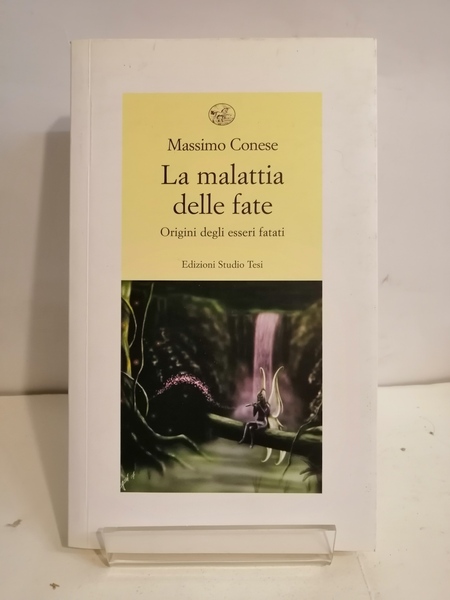 Massimo Conese
La malattia
delle fate
Origini degli esseri fatati
Edizioni Studio Tesi